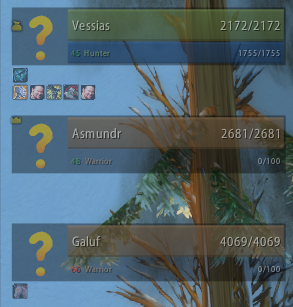 Vessias 2172/2172
45 Hunter 1755/1755
Asmundr 2681/2681
48 Warrior 0/100
Galuf 4069/4069
60 Warrior 0/100